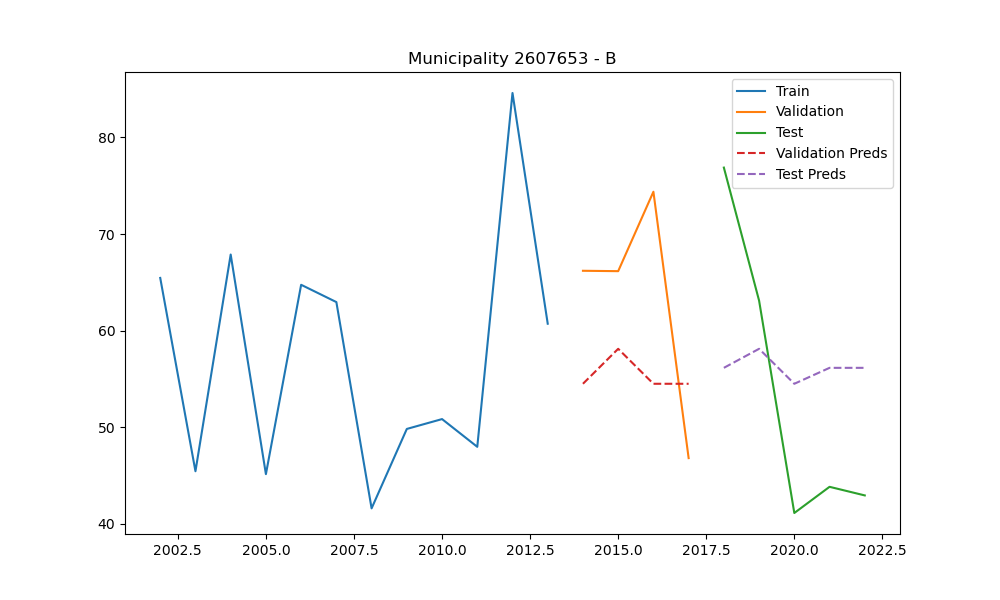 Municipality 2607653 - B
Train
Validation
Test
Validation Preds
Test Preds
80
70
60
50
40
2002.5 2005.0 2007.5 2010.0 2012.5 2015.0 2017.5 2020.0 2022.5